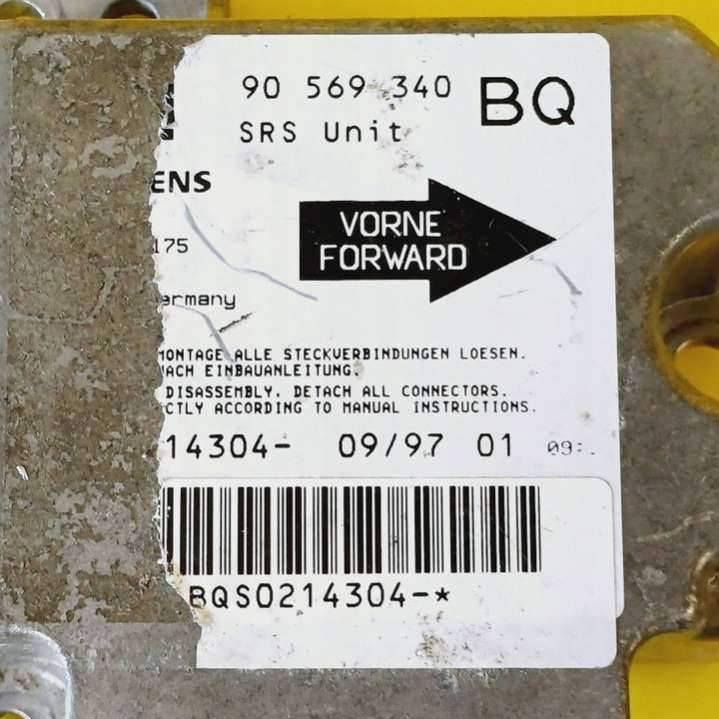 90 569 340 BQ
SRS Unit
ENS
VORNE
FORWARD
175
ermany
MONTAGE ALLE STECKVERBINDUNGEN LOESEN.
NACH EINBAUANLEITUNG.
DISASSEMBLY, DETACH ALL CONNECTORS.
CTLY ACCORDING TO MANUAL INSTRUCTIONS.
14304- 09/97 01 09:
BQS0214304-*